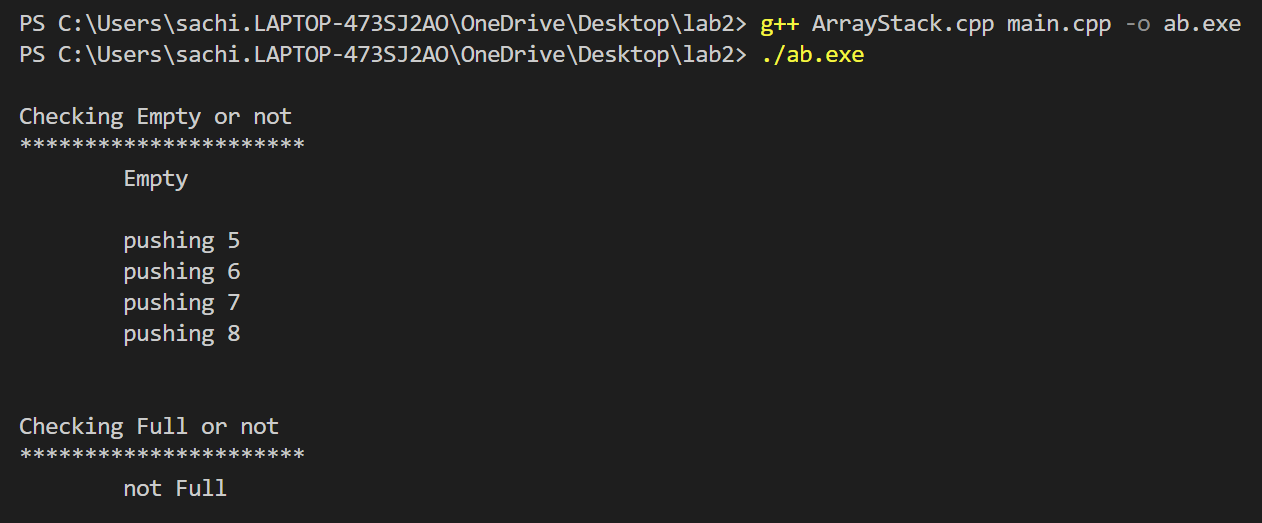 PS C:\Users\sachi.LAPTOP-473SJ2AO\OneDrive\Desktop\lab2> g++ ArrayStack.cpp main.cpp -o ab.exe
PS C:\Users\sachi.LAPTOP-473SJ2AO\OneDrive\Desktop\lab2> ./ab.exe
Checking Empty or not
**********************
Empty
pushing 5
pushing 6
pushing 7
pushing 8
Checking Full or not
**********************
not Full